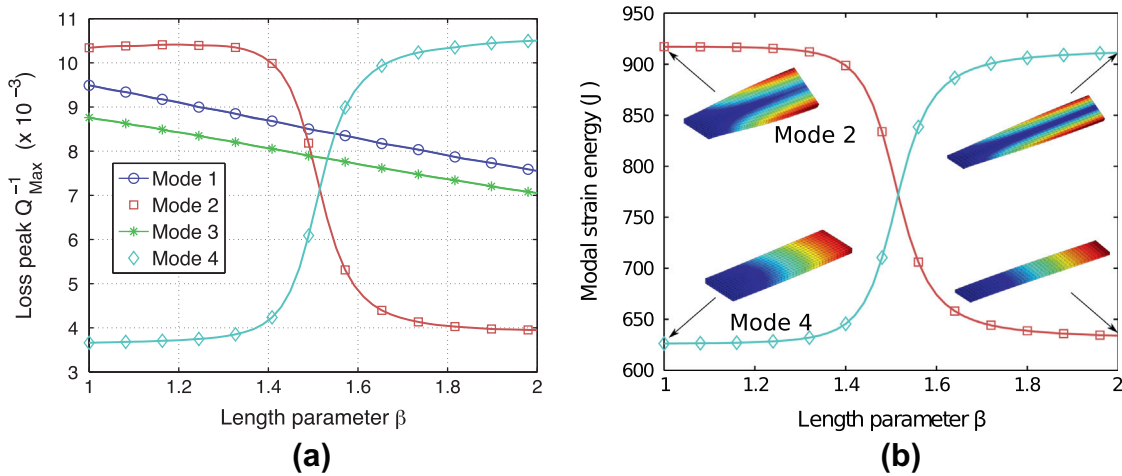 11
10
9
8
7
6
5
4
3
1
1.2
1.4
1.6
1.8
2
Loss peak Q⁻¹Max (x 10⁻³)
Length parameter β
Mode 1
Mode 2
Mode 3
Mode 4
(a)
950
900
850
800
750
700
650
600
1
1.2
1.4
1.6
1.8
2
Modal strain energy (J)
Length parameter β
Mode 2
Mode 4
(b)